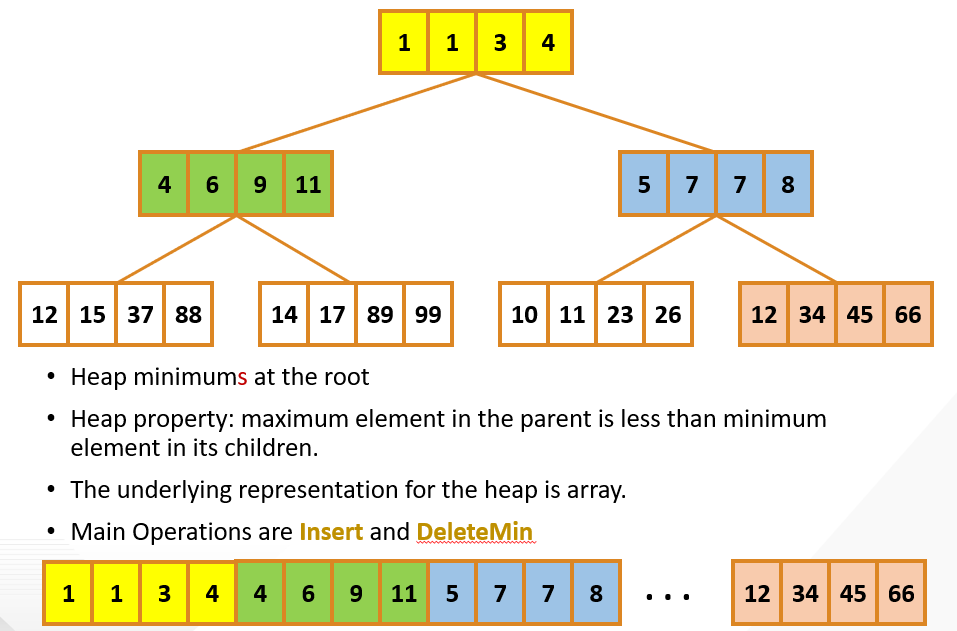 1 1 3 4
4 6 9 11 5 7 7 8
12 15 37 88 14 17 89 99 10 11 23 26 12 34 45 66
• Heap minimums at the root
• Heap property: maximum element in the parent is less than minimum
element in its children.
• The underlying representation for the heap is array.
• Main Operations are Insert and DeleteMin
1 1 3 4 4 6 9 11 5 7 7 8 . . . 12 34 45 66